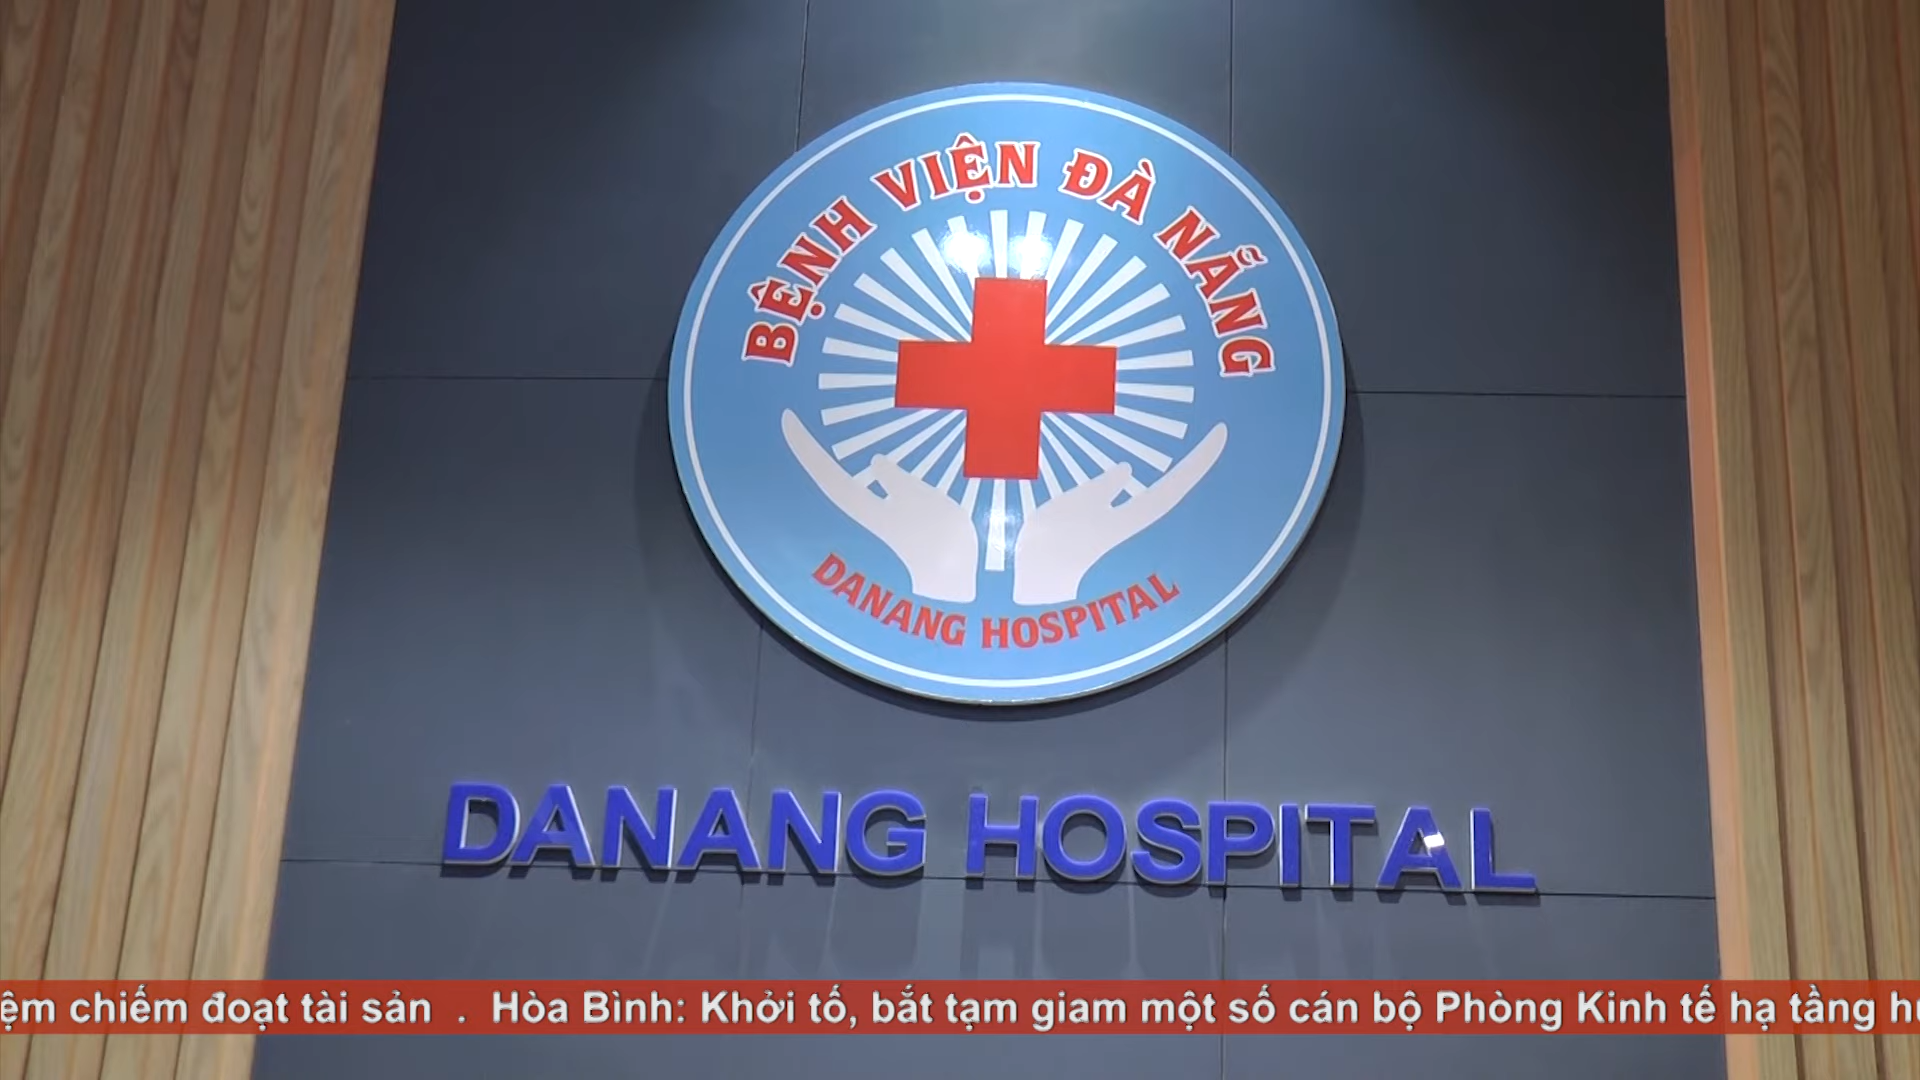 BỆNH VIỆN ĐÀ NẴNG
DANANG HOSPITAL
DANANG HOSPITAL
chiếm đoạt tài sản . Hòa Bình: Khởi tố, bắt tạm giam một số cán bộ Phòng Kinh tế hạ tầng